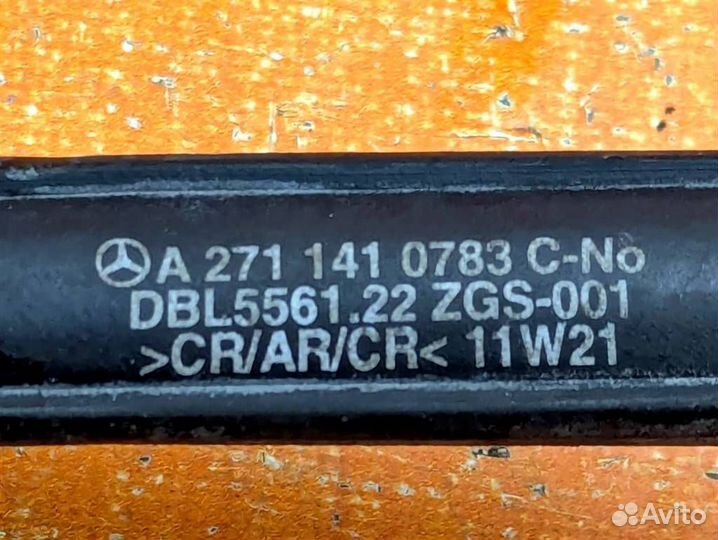 A 271 141 0783 C-No
DBL5561.22 ZGS-001
>CR/AR/CR< 11W21
Avito